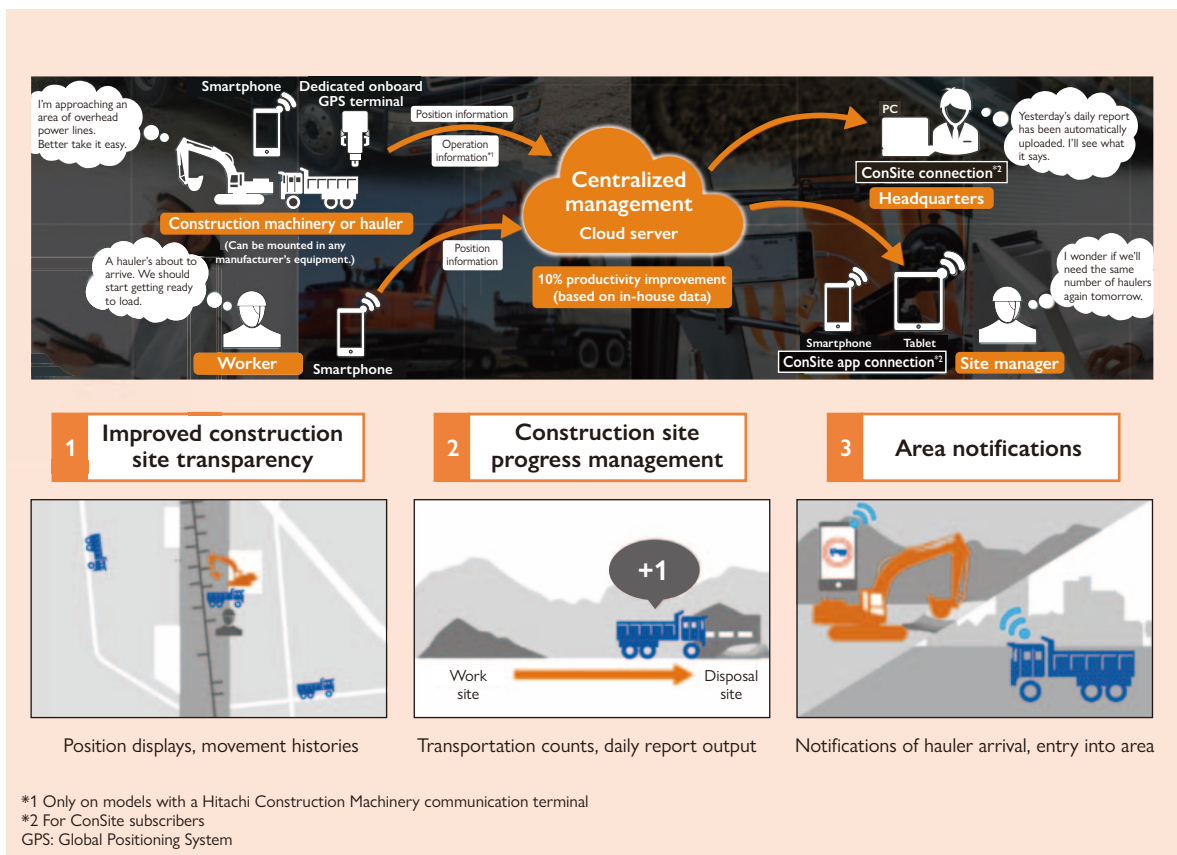 Smartphone
Dedicated onboard
GPS terminal
I'm approaching an
area of overhead
power lines.
Better take it easy.
Position information
Operation
information*1
Construction machinery or hauler
(Can be mounted in any
manufacturer's equipment.)
A hauler's about to
arrive. We should
start getting ready
to load.
Worker
Smartphone
Position
information
Centralized
management
Cloud server
10% productivity improvement
(based on in-house data)
PC
ConSite connection*2
Headquarters
Yesterday's daily report
has been automatically
uploaded. I'll see what
it says.
I wonder if we'll
need the same
number of haulers
again tomorrow.
Smartphone
Tablet
ConSite app connection*2
Site manager
1
Improved construction
site transparency
Position displays, movement histories
2
Construction site
progress management
+1
Work
site
Disposal
site
Transportation counts, daily report output
3
Area notifications
Notifications of hauler arrival, entry into area
*1 Only on models with a Hitachi Construction Machinery communication terminal
*2 For ConSite subscribers
GPS: Global Positioning System